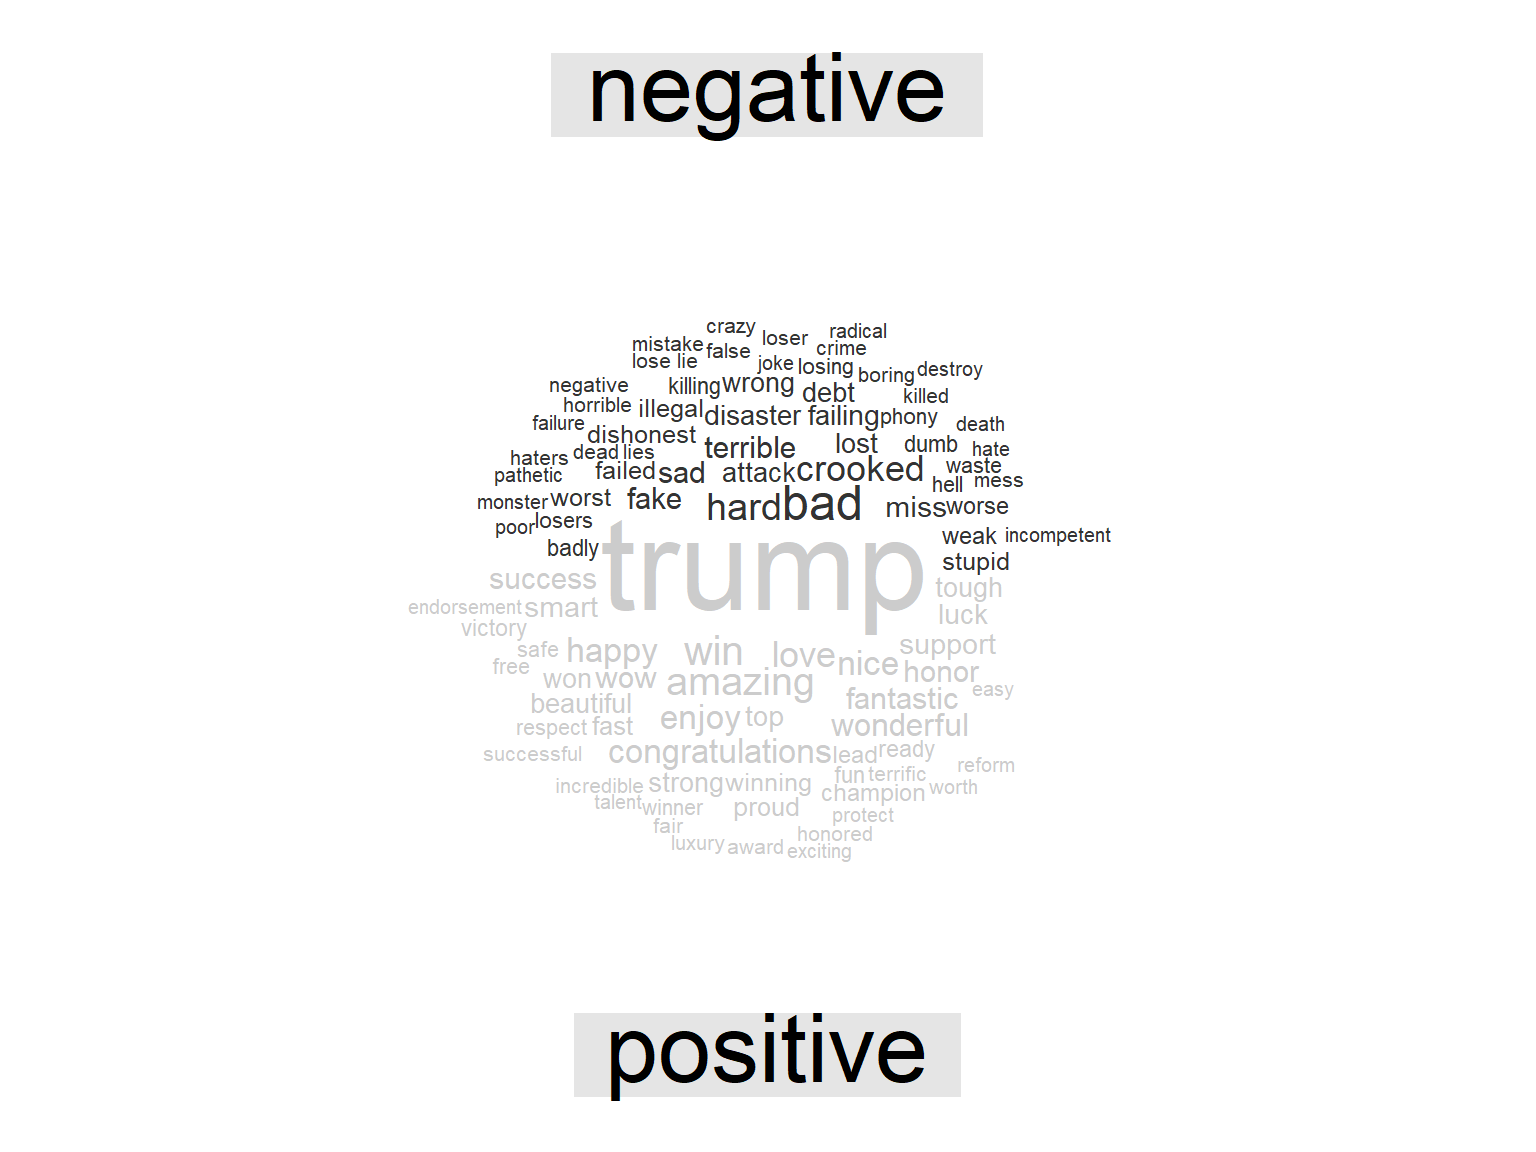 negative
crazy
radical
mistake false loser crime
lose lie joke losing
negative killing wrong debt boring destroy
horrible illegal disaster failing phony killed
failure dishonest terrible lost dumb death
haters dead lies hate
pathetic failed sad attack crooked waste
monster worst fake hard bad miss hell mess
poor losers worse
badly trump weak incompetent
stupid
success tough
endorsement smart luck
victory
safe happy win love nice support
free won wow amazing honor
beautiful fantastic easy
respect fast enjoy top wonderful
successful congratulations lead ready
incredible strong winning fun terrific reform
talent winner proud champion worth
fair protect
luxury award honored
exciting
positive